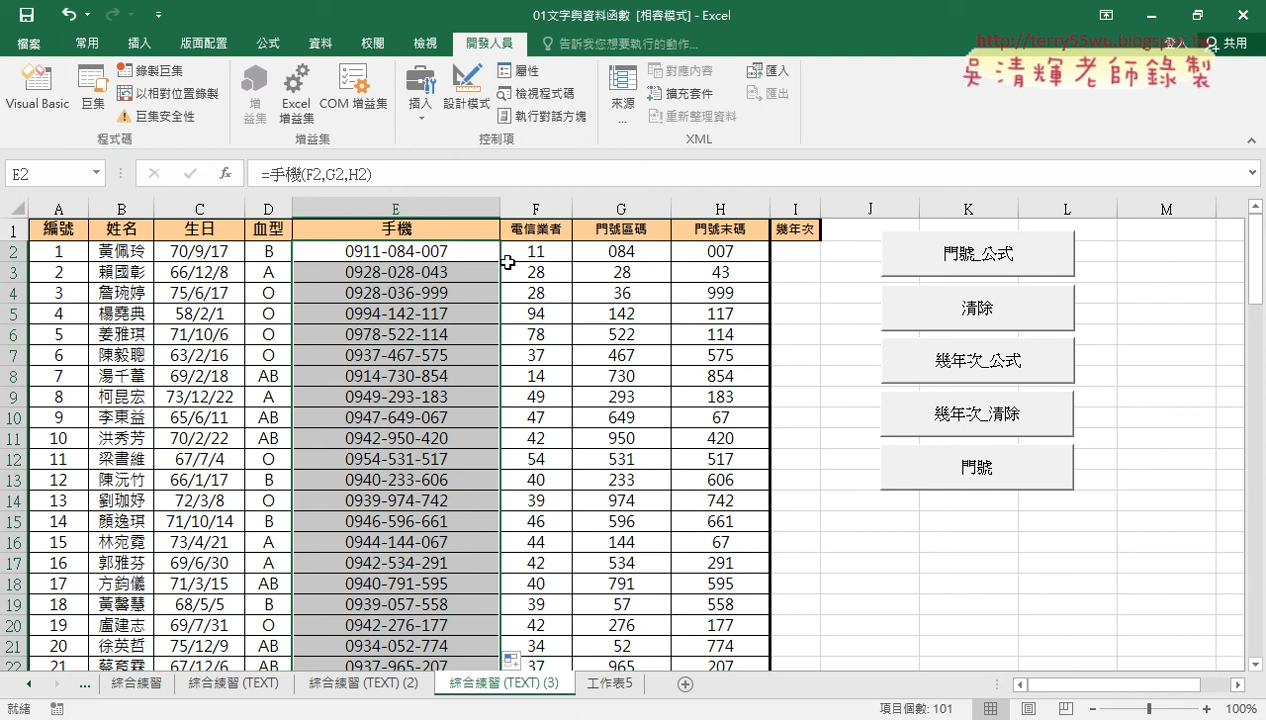 01文字與資料函數 [相容模式] - Excel
http://terry55wu.blogspot.tw
吳清輝老師錄製
檔案 常用 插入 版面配置 公式 資料 校閱 檢視 開發人員 告訴我您想要執行的動作... 登入 共用
Visual Basic 巨集 錄製巨集 以相對位置錄製 巨集安全性 增益集 Excel 增益集 COM 增益集 插入 設計模式 屬性 檢視程式碼 執行對話方塊 來源... 對應內容 擴充套件 重新整理資料 匯入 匯出
程式碼 增益集 控制項 XML
E2 fx =手機(F2,G2,H2)
A B C D E F G H I J K L M
1 編號 姓名 生日 血型 手機 電信業者 門號區碼 門號末碼 幾年次
2 1 黃佩玲 70/9/17 B 0911-084-007 11 084 007
3 2 賴國彰 66/12/8 A 0928-028-043 28 28 43
4 3 詹琬婷 75/6/17 O 0928-036-999 28 36 999
5 4 楊堯典 58/2/1 O 0994-142-117 94 142 117
6 5 姜雅琪 71/10/6 O 0978-522-114 78 522 114
7 6 陳毅聰 63/2/16 O 0937-467-575 37 467 575
8 7 湯千蕙 69/2/18 AB 0914-730-854 14 730 854
9 8 柯昆宏 73/12/22 A 0949-293-183 49 293 183
10 9 李東益 65/6/11 AB 0947-649-067 47 649 67
11 10 洪秀芳 70/2/22 AB 0942-950-420 42 950 420
12 11 梁書維 67/7/4 O 0954-531-517 54 531 517
13 12 陳沅竹 66/1/17 B 0940-233-606 40 233 606
14 13 劉珈妤 72/3/8 O 0939-974-742 39 974 742
15 14 顏逸琪 71/10/14 B 0946-596-661 46 596 661
16 15 林宛霓 73/4/21 A 0944-144-067 44 144 67
17 16 郭雅芬 69/6/30 A 0942-534-291 42 534 291
18 17 方鈞儀 71/3/15 AB 0940-791-595 40 791 595
19 18 黃馨慧 68/5/5 B 0939-057-558 39 57 558
20 19 盧建志 69/7/31 O 0942-276-177 42 276 177
21 20 徐英哲 75/12/9 AB 0934-052-774 34 52 774
22 21 蔡育霖 67/12/6 AB 0937-965-207 37 965 207
門號_公式
清除
幾年次_公式
幾年次_清除
門號
... 綜合練習 綜合練習 (TEXT) 綜合練習 (TEXT) (2) 綜合練習 (TEXT) (3) 工作表5
就緒 項目個數: 101 100%